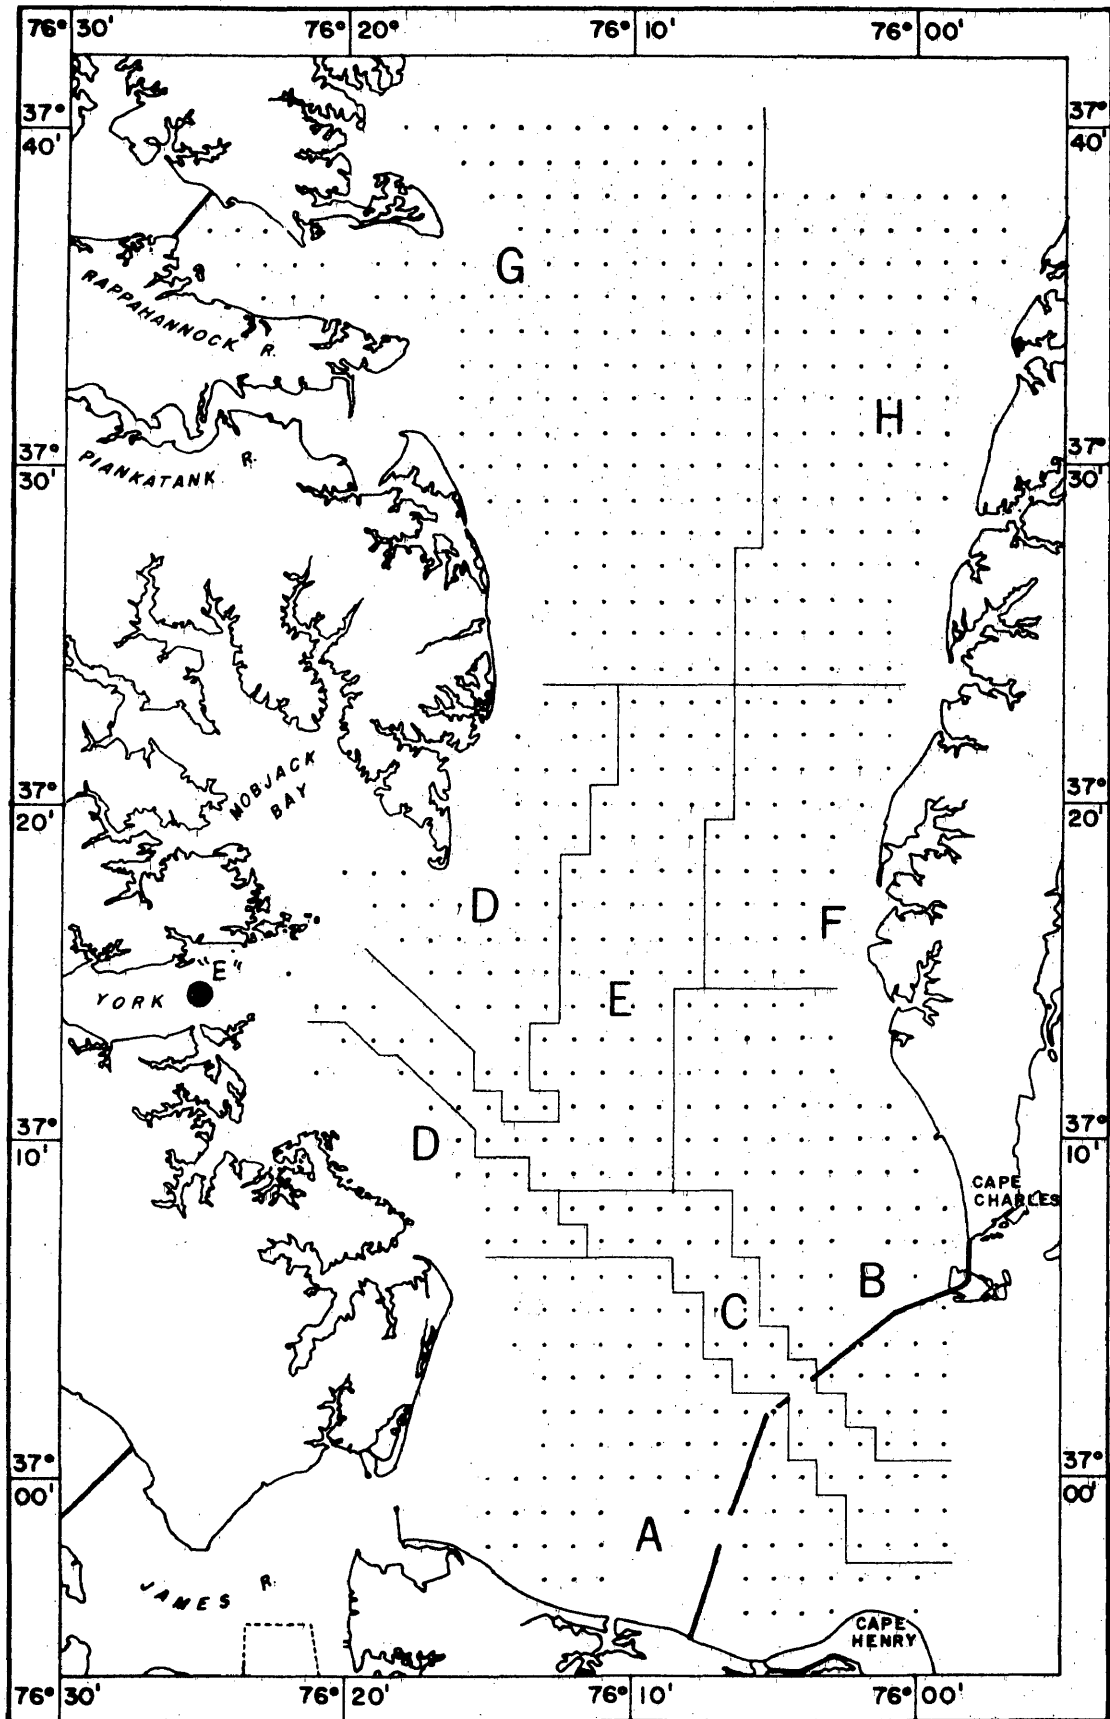 76° 30' 76° 20° 76° 10' 76° 00'
37° 40' 37° 40'
G
RAPPAHANNOCK R.
H
37° 30' 37° 30'
PIANKATANK R.
MOBJACK
BAY
37° 20' 37° 20'
D
F
"E"
YORK
E
37° 10' 37° 10'
D
CAPE
CHARLES
B
C
37° 00' 37° 00'
A
JAMES R.
CAPE
HENRY
76° 30' 76° 20' 76° 10' 76° 00'